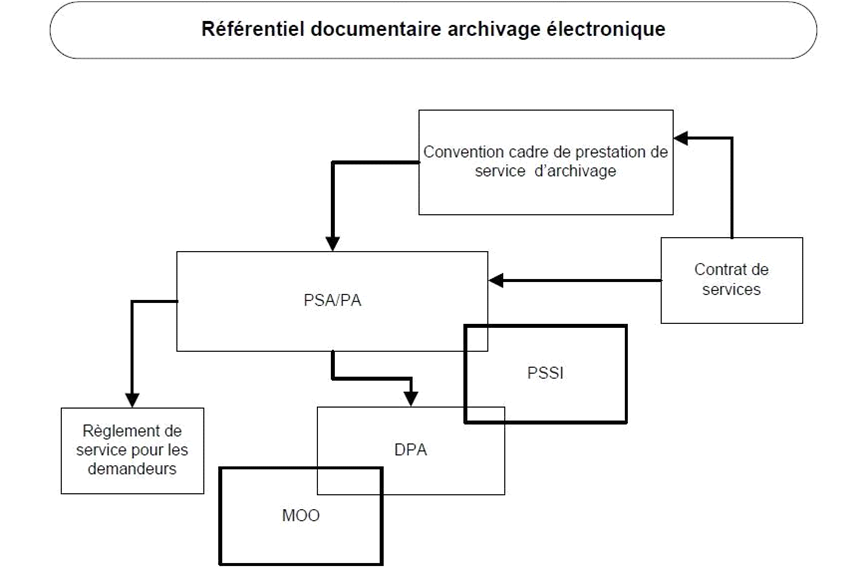 Référentiel documentaire archivage électronique
Convention cadre de prestation de
service d'archivage
Contrat de
services
PSA/PA
PSSI
Règlement de
service pour les
demandeurs
DPA
MOO